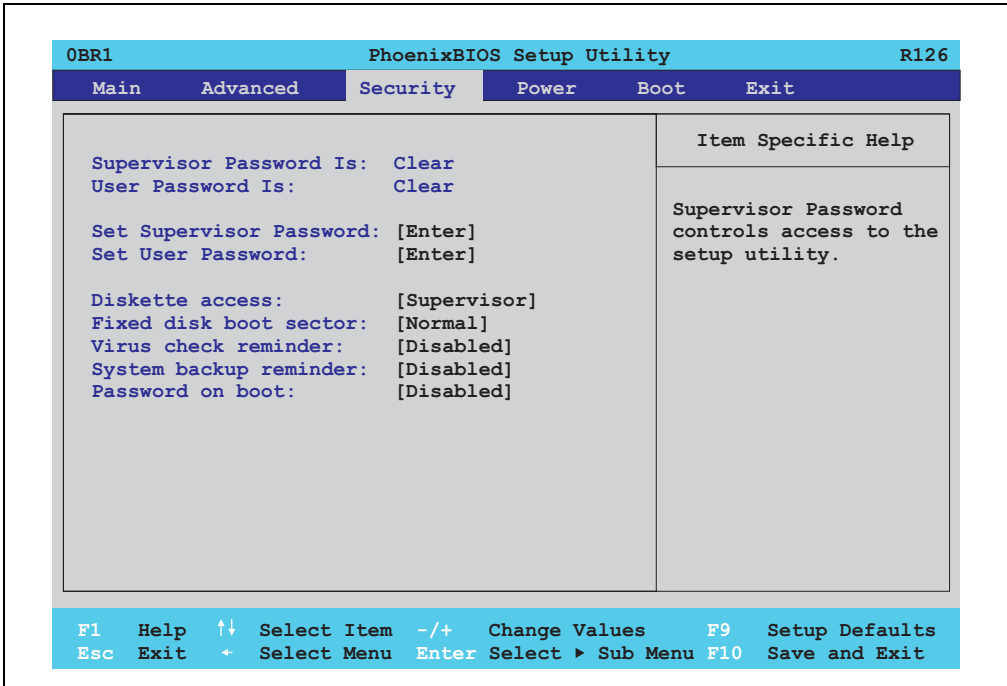 0BR1 PhoenixBIOS Setup Utility R126
Main Advanced Security Power Boot Exit
Item Specific Help
Supervisor Password Is: Clear
User Password Is: Clear
Supervisor Password
controls access to the
setup utility.
Set Supervisor Password: [Enter]
Set User Password: [Enter]
Diskette access: [Supervisor]
Fixed disk boot sector: [Normal]
Virus check reminder: [Disabled]
System backup reminder: [Disabled]
Password on boot: [Disabled]
F1 Help ↑↓ Select Item -/+ Change Values F9 Setup Defaults
Esc Exit ← Select Menu Enter Select ▶ Sub Menu F10 Save and Exit